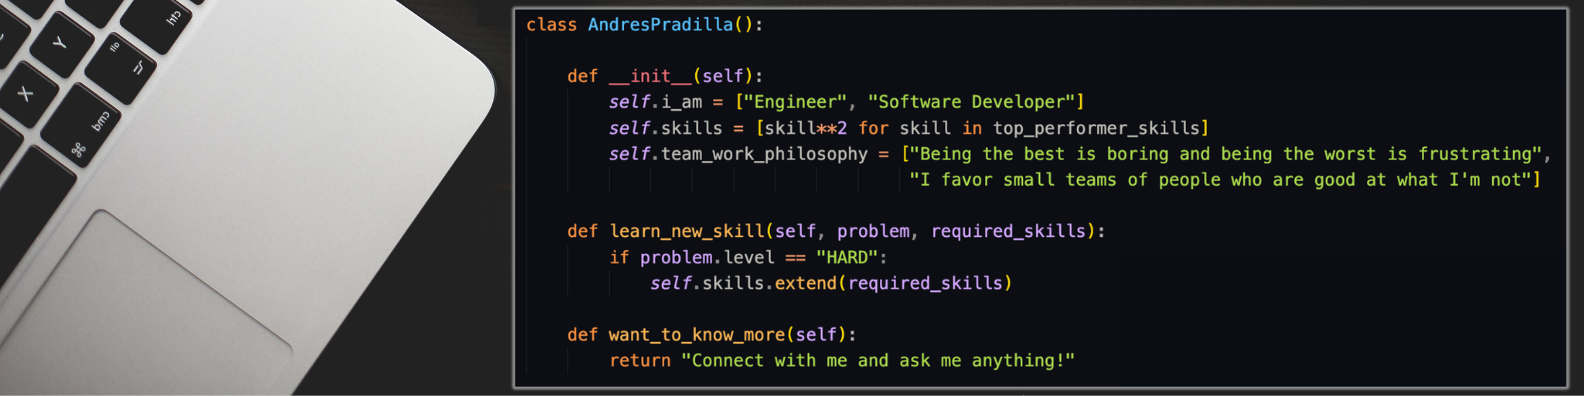 Y
X
alt
ctrl
cmd
⌘
class AndresPradilla():
def __init__(self):
self.i_am = ["Engineer", "Software Developer"]
self.skills = [skill**2 for skill in top_performer_skills]
self.team_work_philosophy = ["Being the best is boring and being the worst is frustrating",
"I favor small teams of people who are good at what I'm not"]
def learn_new_skill(self, problem, required_skills):
if problem.level == "HARD":
self.skills.extend(required_skills)
def want_to_know_more(self):
return "Connect with me and ask me anything!"